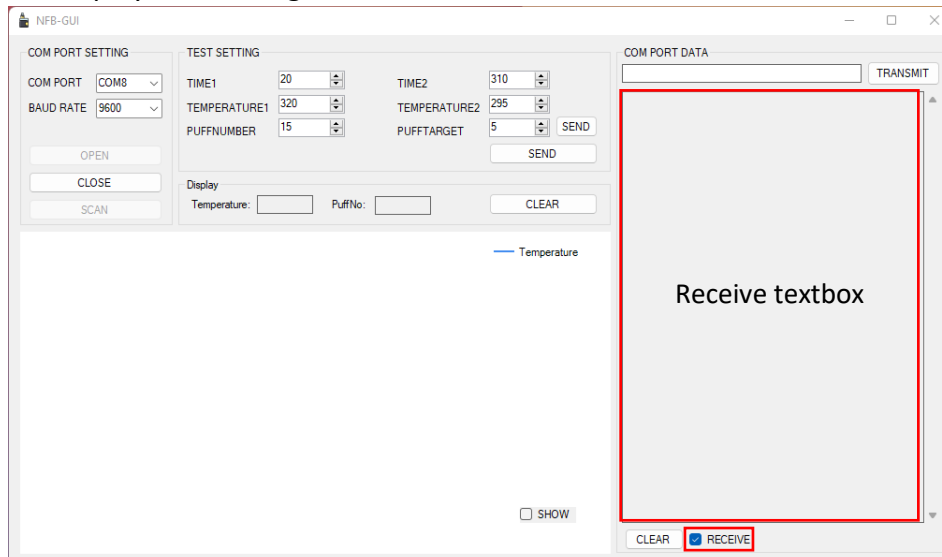 NFB-GUI
COM PORT SETTING
COM PORT COM8
BAUD RATE 9600
OPEN
CLOSE
SCAN
TEST SETTING
TIME1 20 TIME2 310
TEMPERATURE1 320 TEMPERATURE2 295
PUFFNUMBER 15 PUFFTARGET 5 SEND
SEND
Display
Temperature: PuffNo: CLEAR
Temperature
SHOW
COM PORT DATA
TRANSMIT
Receive textbox
CLEAR RECEIVE